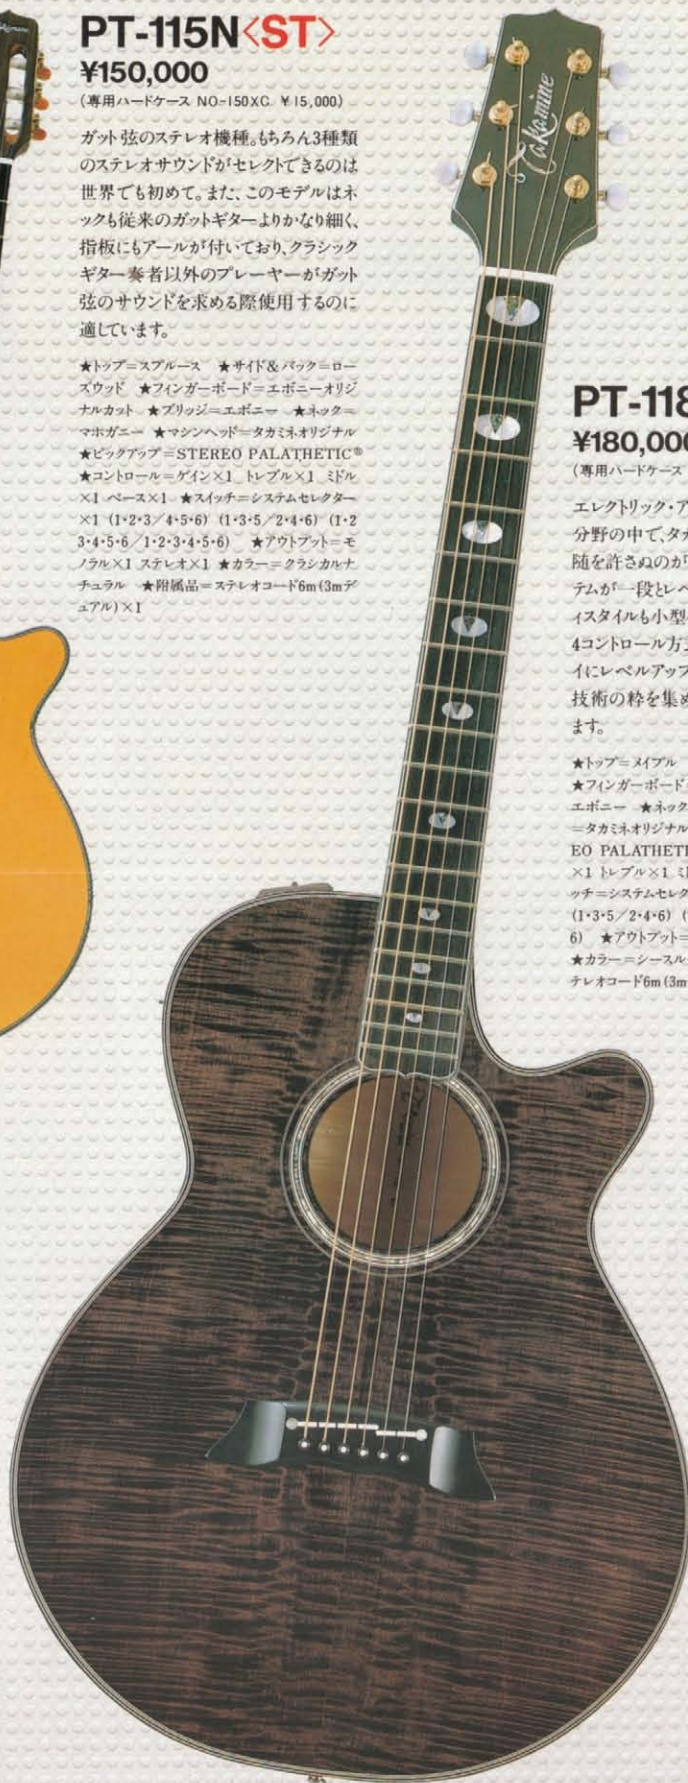 PT-115N<ST>
¥150,000
(専用ハードケース NO-150XC ¥15,000)
ガット弦のステレオ機種。もちろん3種類
のステレオサウンドがセレクトできるのは
世界でも初めて。また、このモデルはネ
ックも従来のガットギターよりかなり細く、
指板にもアールが付いており、クラシック
ギター奏者以外のプレーヤーがガット
弦のサウンドを求める際使用するのに
適しています。
★トップ=スプルース ★サイド&バック=ロー
ズウッド ★フィンガーボード=エボニーオリジ
ナルカット ★ブリッジ=エボニー ★ネック=
マホガニー ★マシンヘッド=タカミネオリジナル
★ピックアップ=STEREO PALATHETIC®
★コントロール=ゲイン×1 トレブル×1 ミドル
×1 ベース×1 ★スイッチ=システムセレクター
×1 (1・2・3/4・5・6) (1・3・5/2・4・6) (1・2
3・4・5・6/1・2・3・4・5・6) ★アウトプット=モ
ノラル×1 ステレオ×1 ★カラー=クラシカルナ
チュラル ★附属品=ステレオコード6m(3mデ
ュアル)×1
Takamine
PT-118
¥180,000
(専用ハードケース
エレクトリック・ア
分野の中で、タカ
随を許さぬのが
テムが一段とレベ
ィスタイルも小型
4コントロール方
イにレベルアップ
技術の粋を集め
ます。
★トップ=メイプル
★フィンガーボード
エボニー ★ネック
=タカミネオリジナル
EO PALATHETI
×1 トレブル×1 ミ
ッチ=システムセレク
(1・3・5/2・4・6) (
6) ★アウトプット=
★カラー=シースル
テレオコード6m(3m